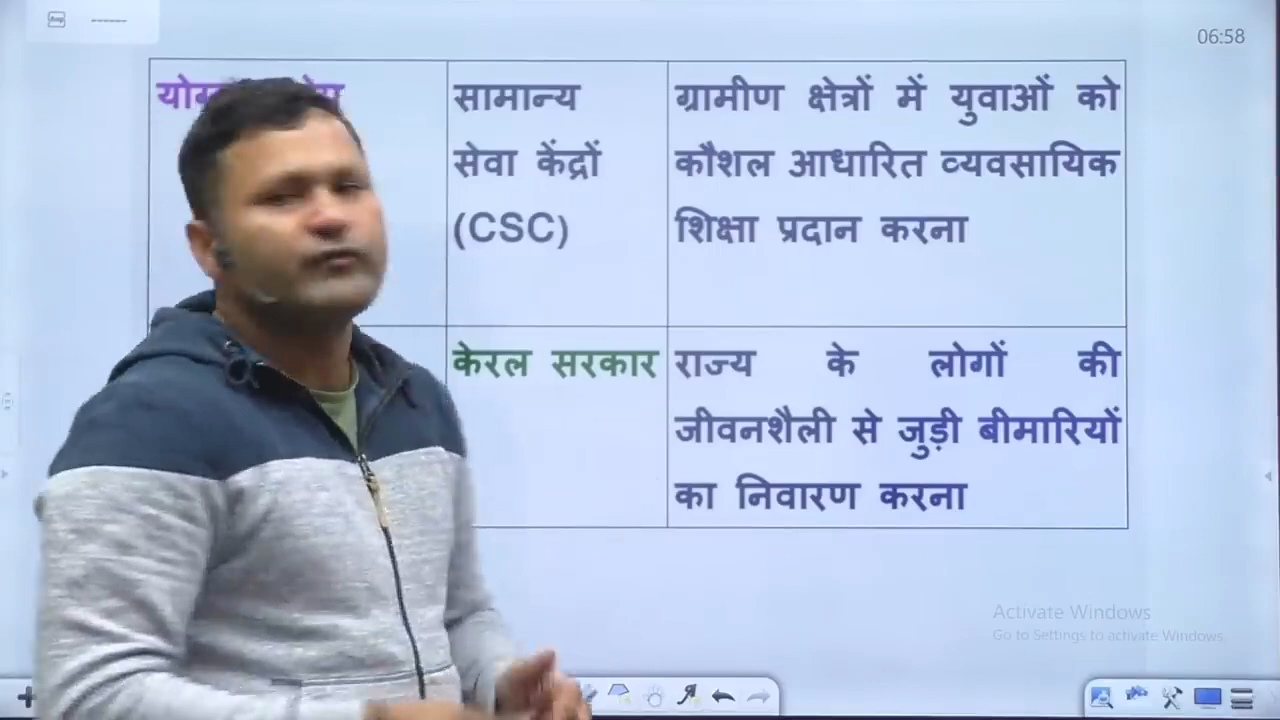 06:58
सामान्य
सेवा केंद्रों
(CSC)
ग्रामीण क्षेत्रों में युवाओं को
कौशल आधारित व्यवसायिक
शिक्षा प्रदान करना
केरल सरकार
राज्य के लोगों की
जीवनशैली से जुड़ी बीमारियों
का निवारण करना
Activate Windows
Go to Settings to activate Windows.